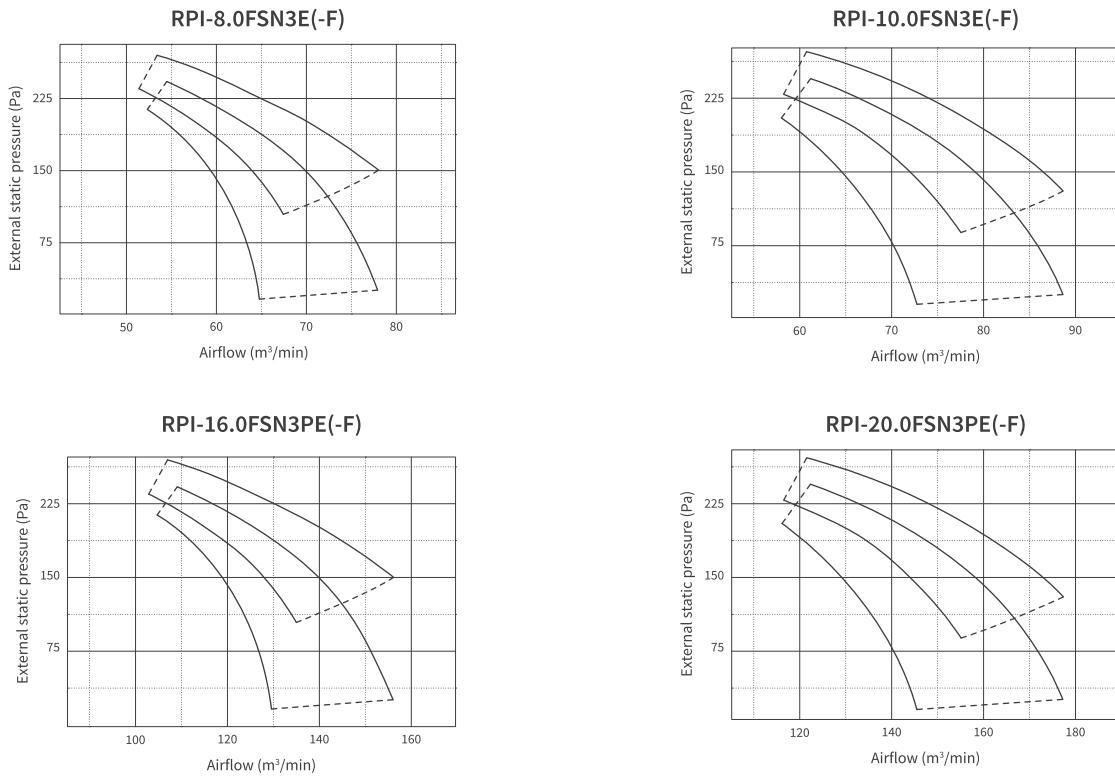 RPI-8.0FSN3E(-F)
External static pressure (Pa)
225
150
75
50 60 70 80
Airflow (m³/min)
RPI-10.0FSN3E(-F)
External static pressure (Pa)
225
150
75
60 70 80 90
Airflow (m³/min)
RPI-16.0FSN3PE(-F)
External static pressure (Pa)
225
150
75
100 120 140 160
Airflow (m³/min)
RPI-20.0FSN3PE(-F)
External static pressure (Pa)
225
150
75
120 140 160 180
Airflow (m³/min)